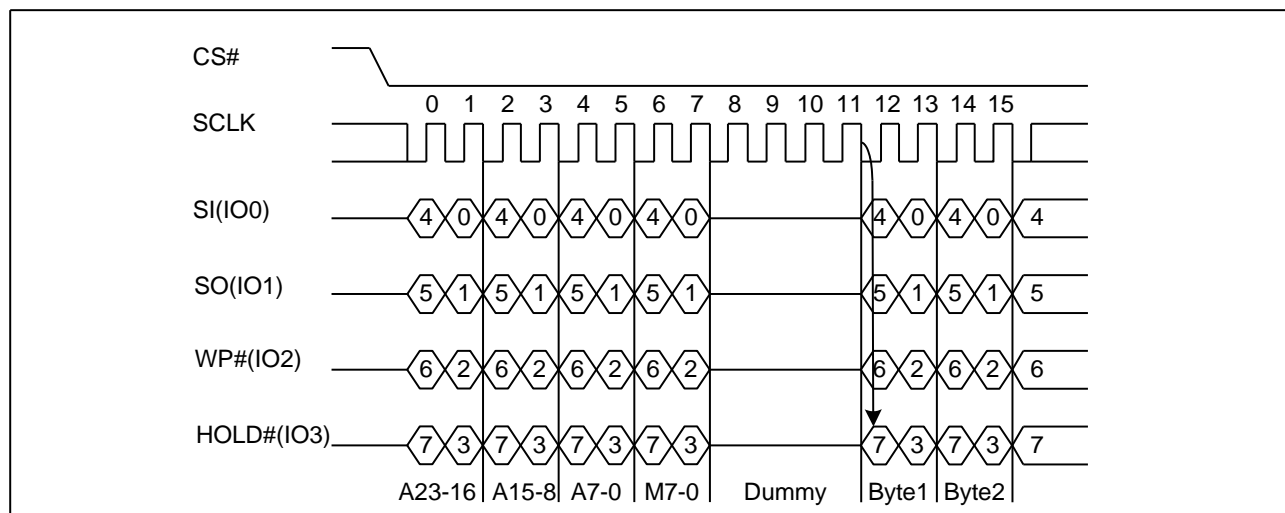 CS#
0 1 2 3 4 5 6 7 8 9 10 11 12 13 14 15
SCLK
SI(IO0) 4 0 4 0 4 0 4 0 4 0 4 0 4
SO(IO1) 5 1 5 1 5 1 5 1 5 1 5 1 5
WP#(IO2) 6 2 6 2 6 2 6 2 6 2 6 2 6
HOLD#(IO3) 7 3 7 3 7 3 7 3 7 3 7 3 7
A23-16 A15-8 A7-0 M7-0 Dummy Byte1 Byte2